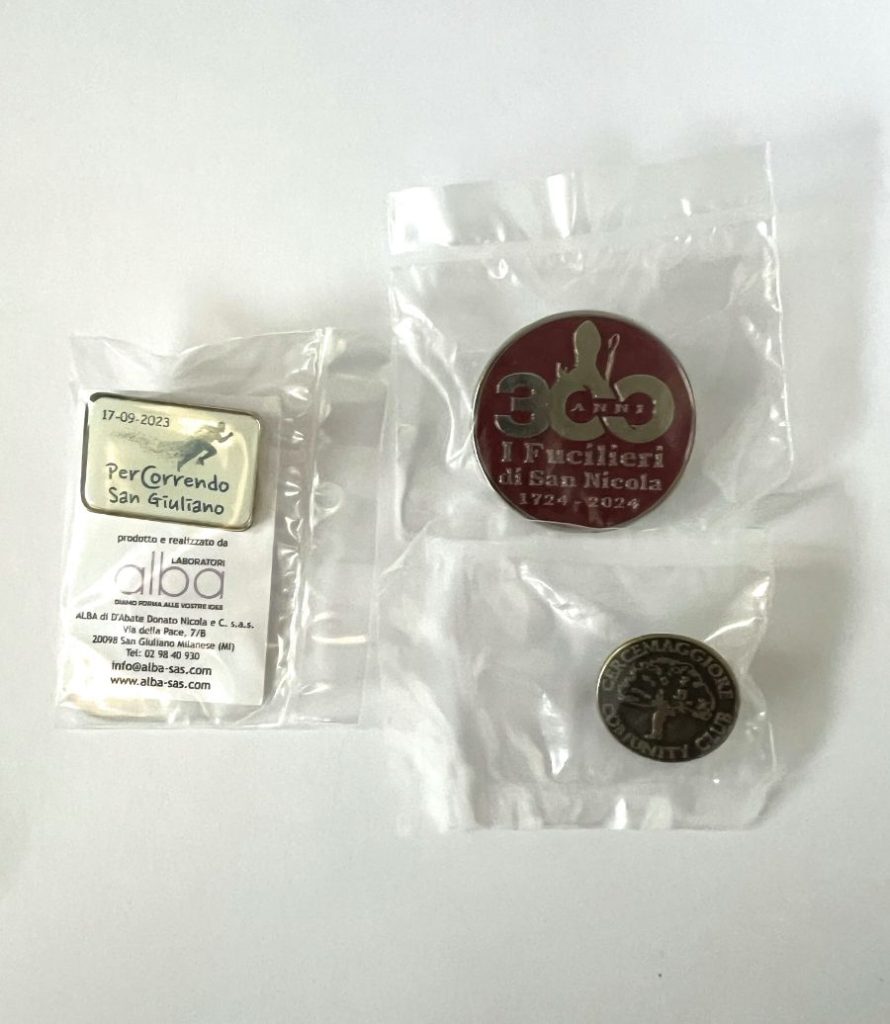 17-09-2023
PerCorrendo
San Giuliano
prodotto e realizzato da
LABORATORI
alba
DIAMO FORMA ALLE VOSTRE IDEE
ALBA di D'Abate Donato Nicola e C. s.a.s.
Via della Pace, 7/B
20098 San Giuliano Milanese (MI)
Tel: 02 98 40 930
info@alba-sas.com
www.alba-sas.com
300
ANNI
I Fucilieri
di San Nicola
1724 - 2024
CERCEMAGGIORE
COMUNITY CLUB